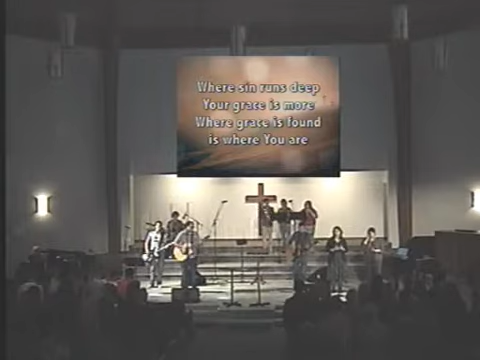 Where sin runs deep
Your grace is more
Where grace is found
is where You are